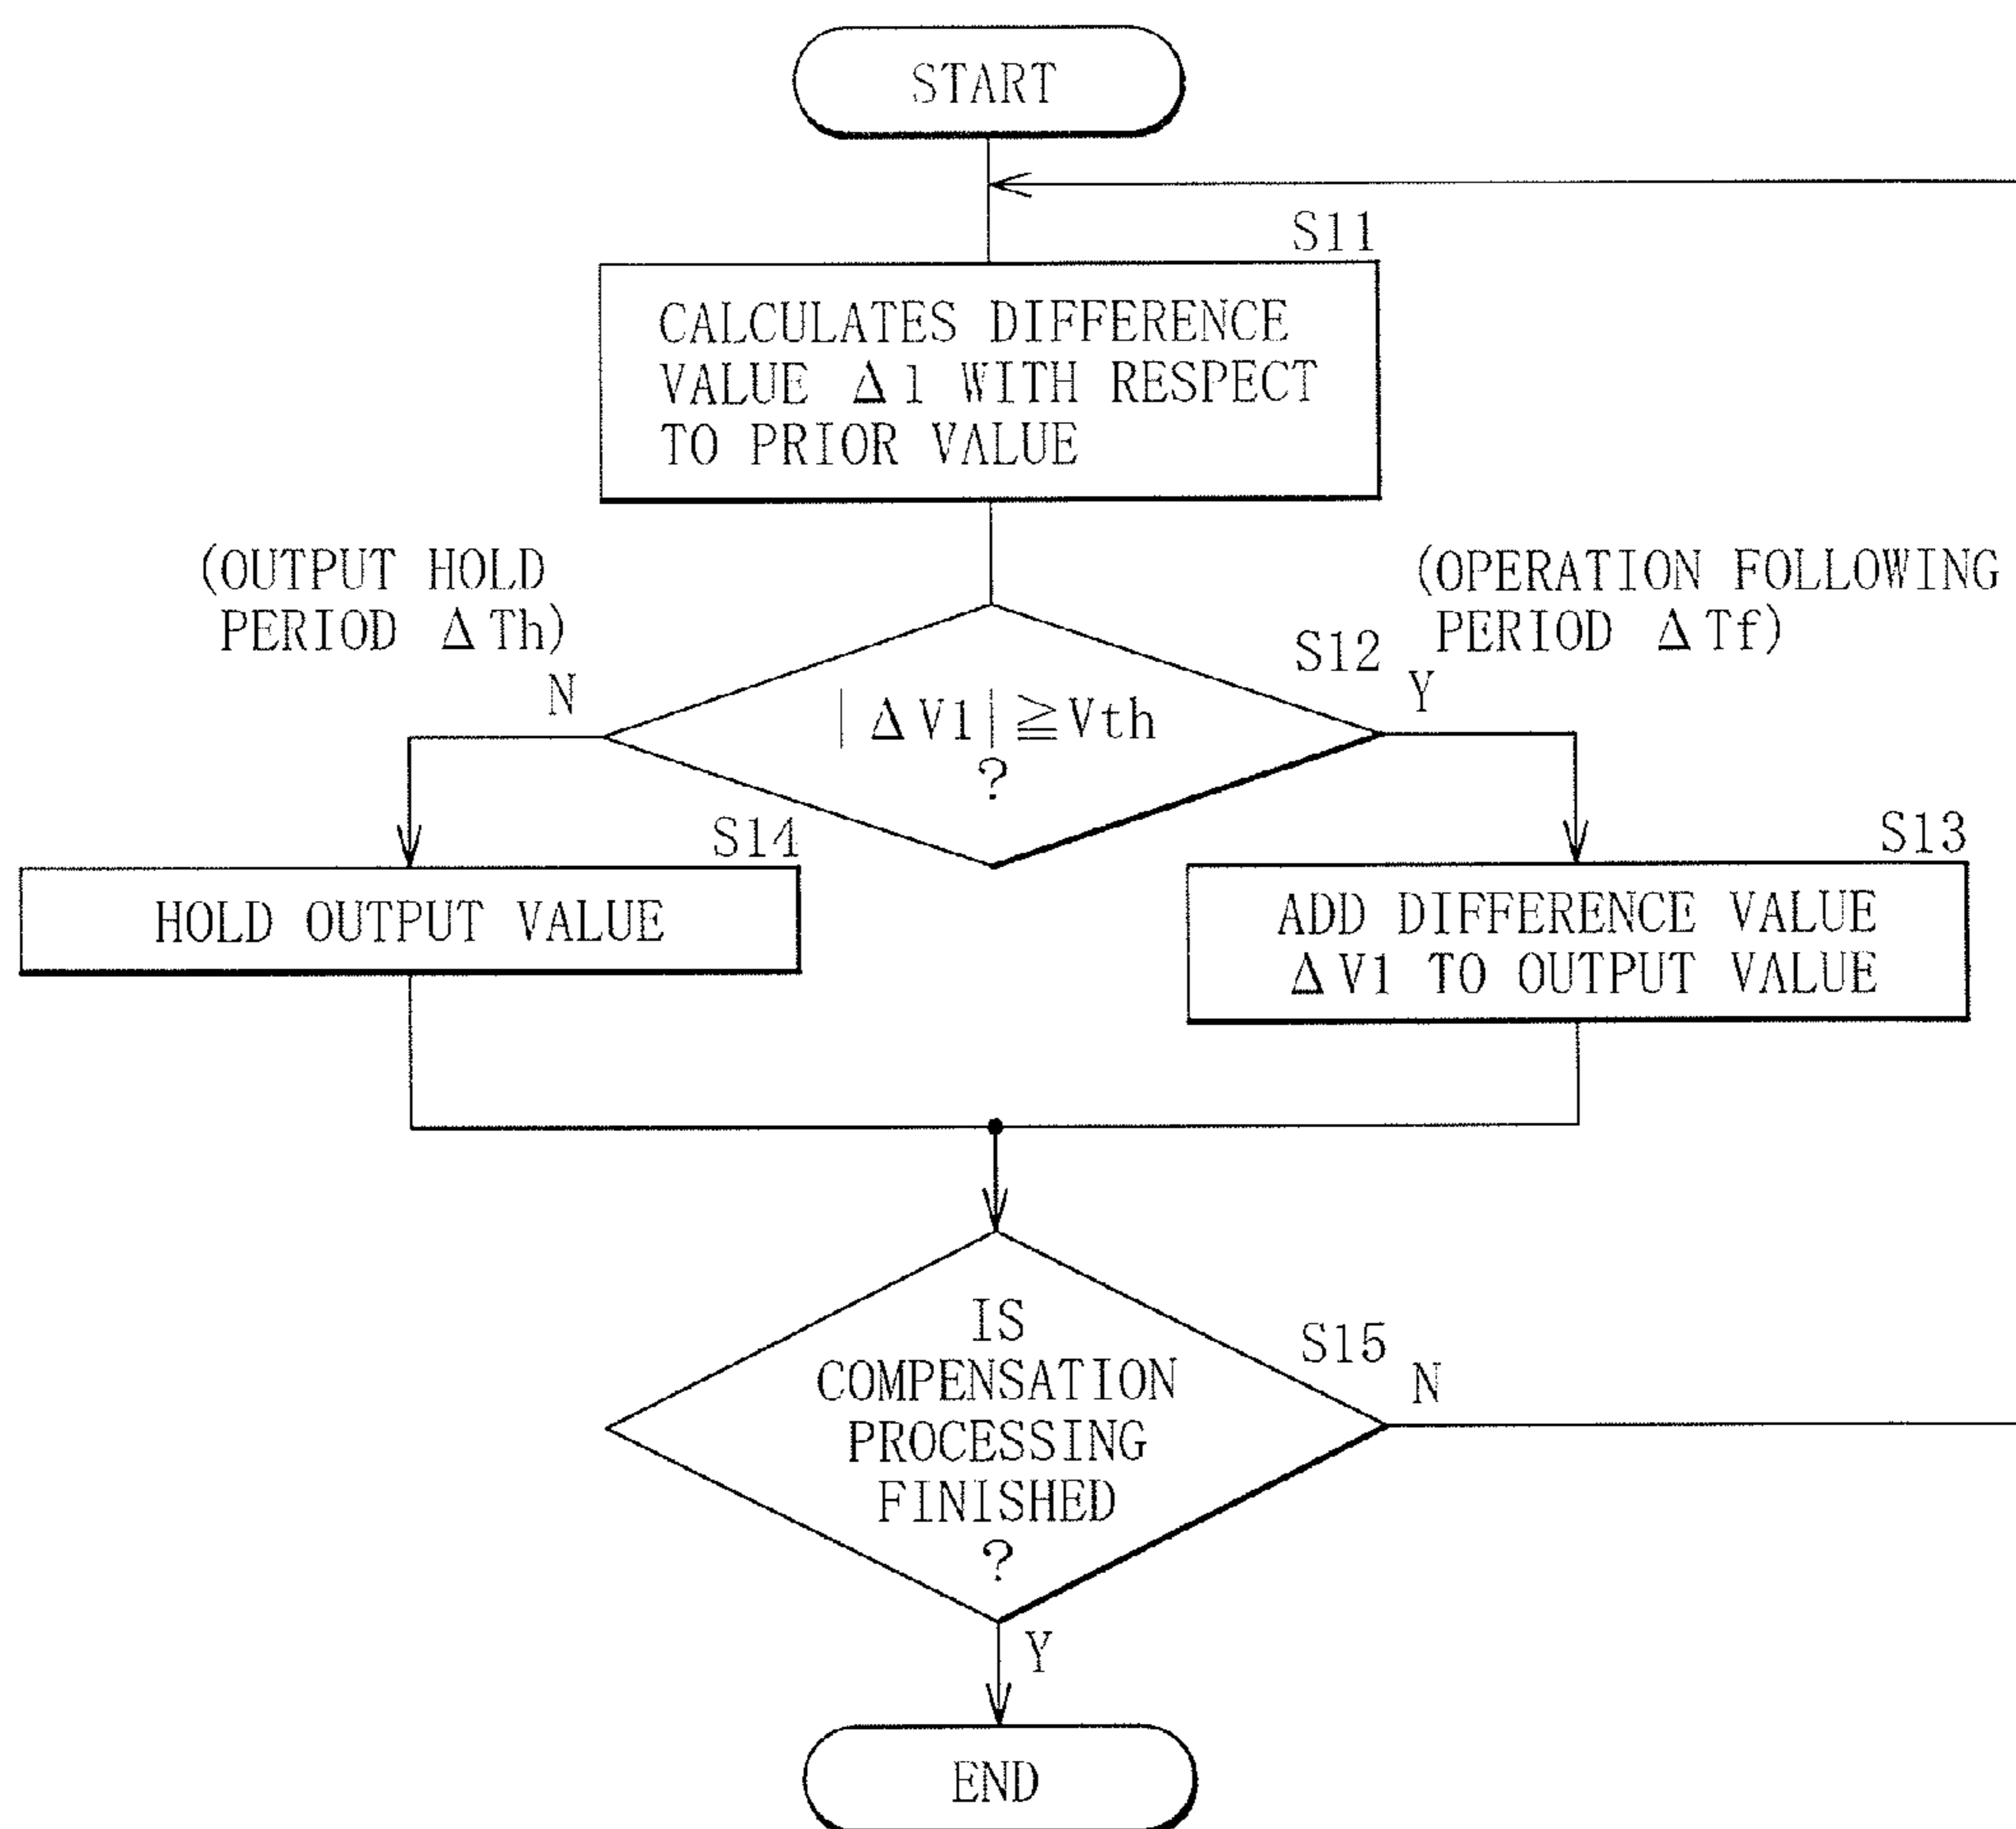 START
S11
CALCULATES DIFFERENCE
VALUE Δ1 WITH RESPECT
TO PRIOR VALUE
(OUTPUT HOLD
PERIOD ΔTh)
(OPERATION FOLLOWING
PERIOD ΔTf)
S12
N
Y
|ΔV1|≧Vth
?
S14
HOLD OUTPUT VALUE
S13
ADD DIFFERENCE VALUE
ΔV1 TO OUTPUT VALUE
IS
COMPENSATION
PROCESSING
FINISHED
?
S15
N
Y
END